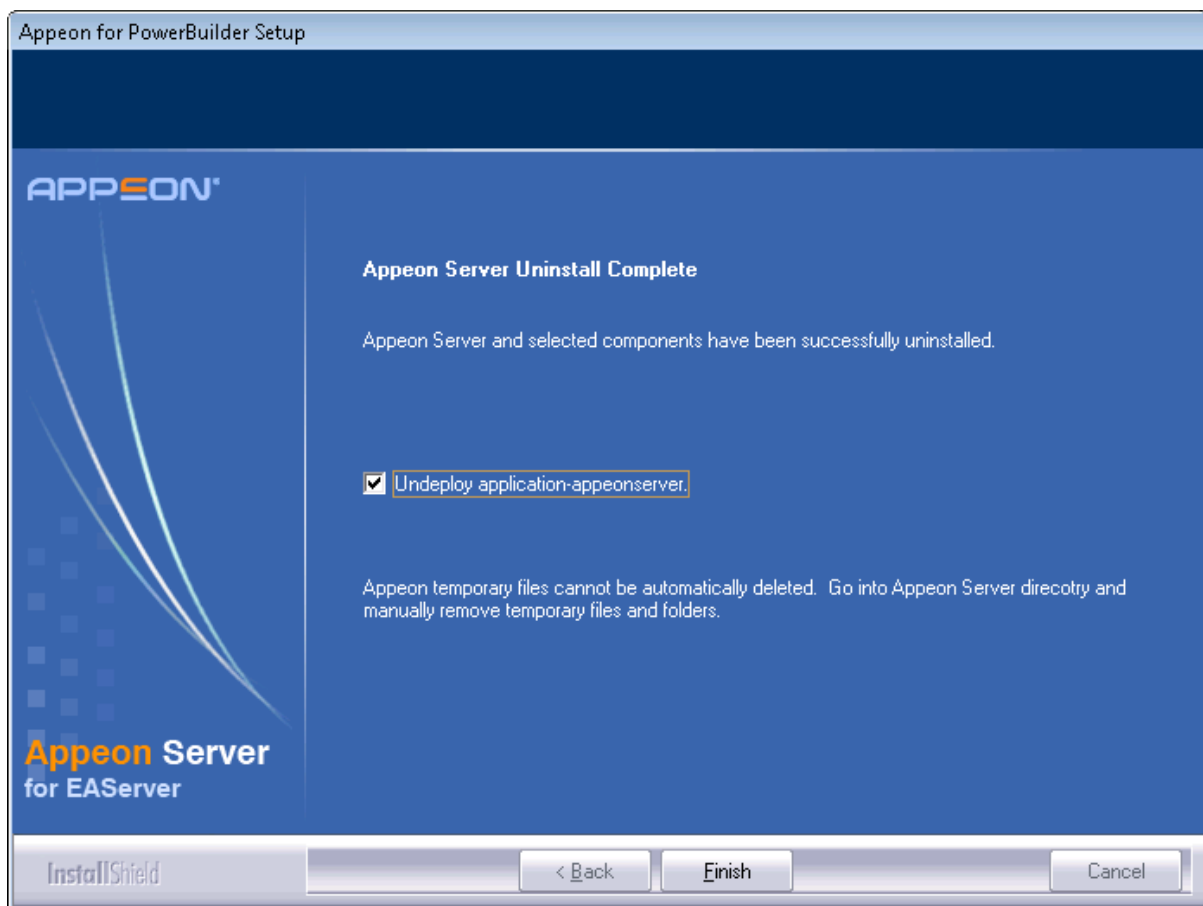 Appeon for PowerBuilder Setup
APPEON®
Appeon Server Uninstall Complete
Appeon Server and selected components have been successfully uninstalled.
Undeploy application-appeonserver.
Appeon temporary files cannot be automatically deleted. Go into Appeon Server direcotry and
manually remove temporary files and folders.
Appeon Server
for EAServer
InstallShield
< Back
Finish
Cancel